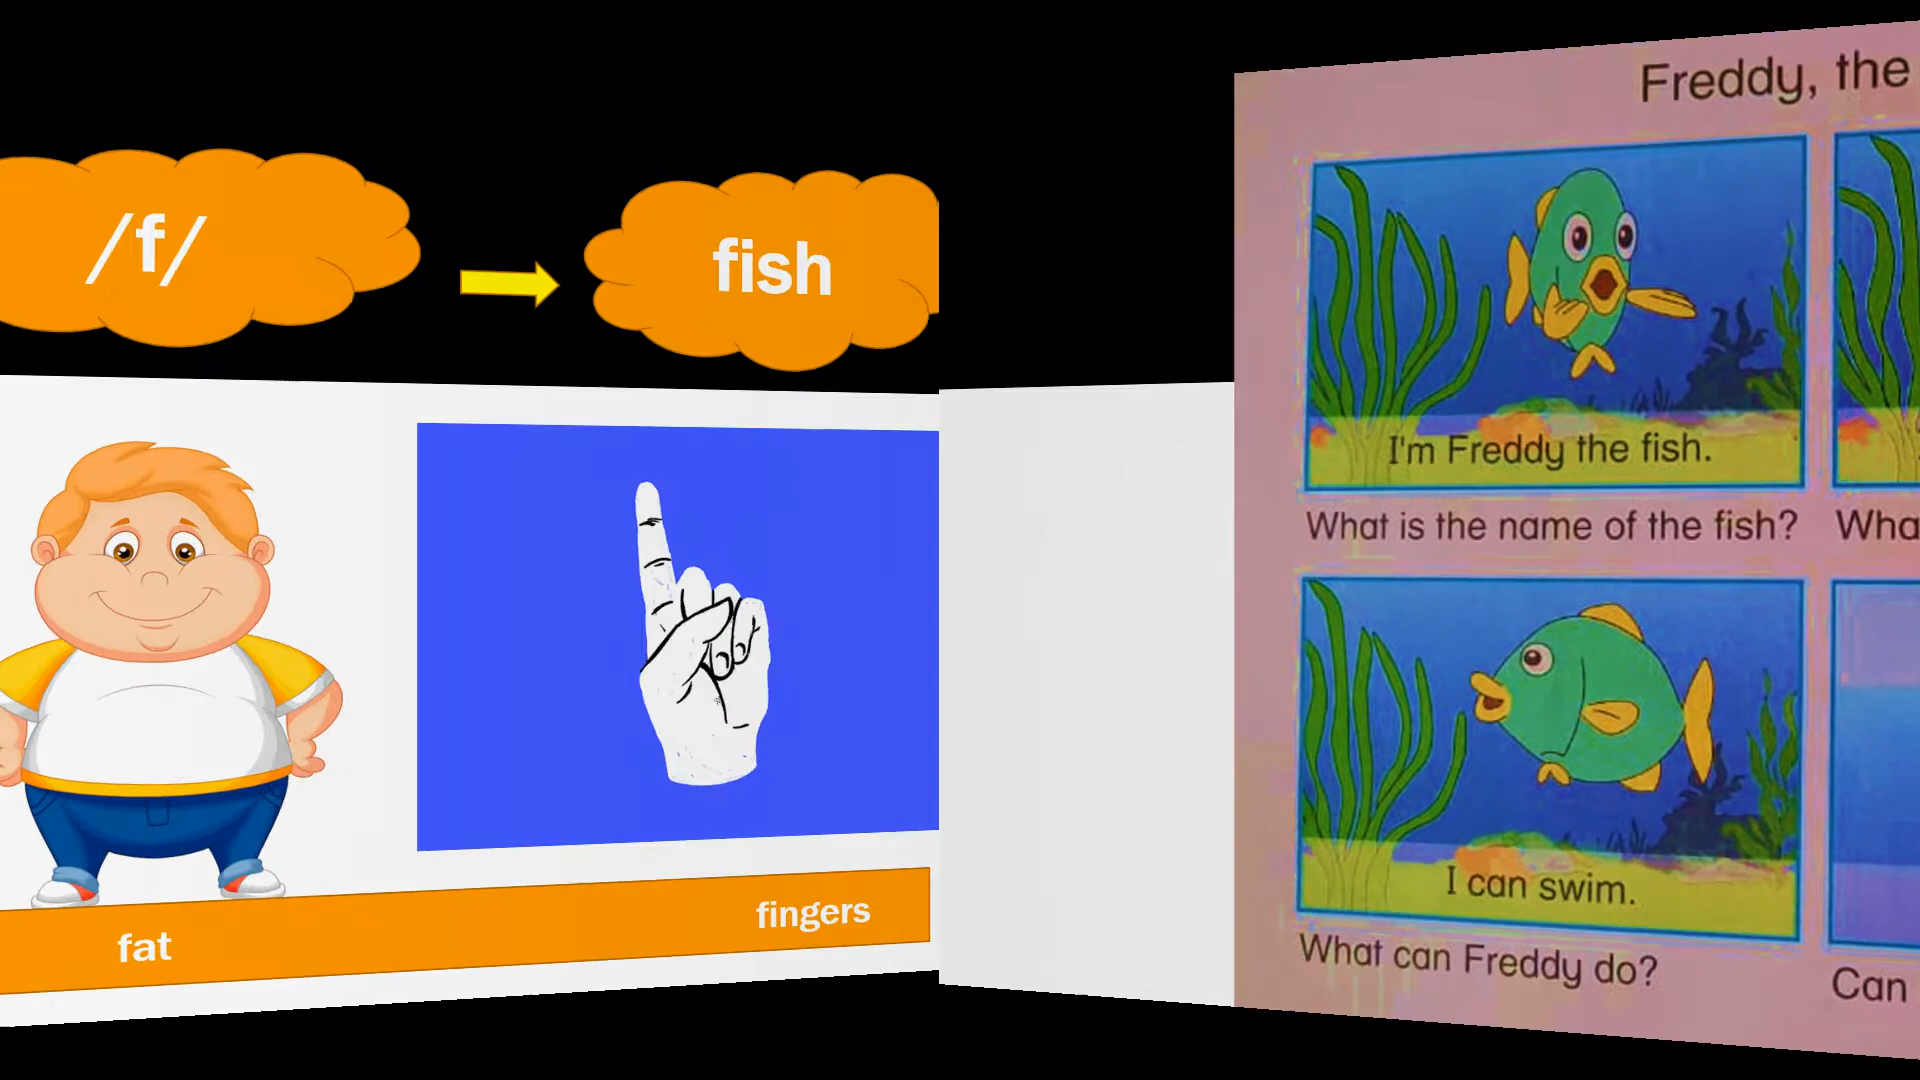 /f/
fish
fat
fingers
Freddy, the
I'm Freddy the fish.
What is the name of the fish?
I can swim.
What can Freddy do?
Can